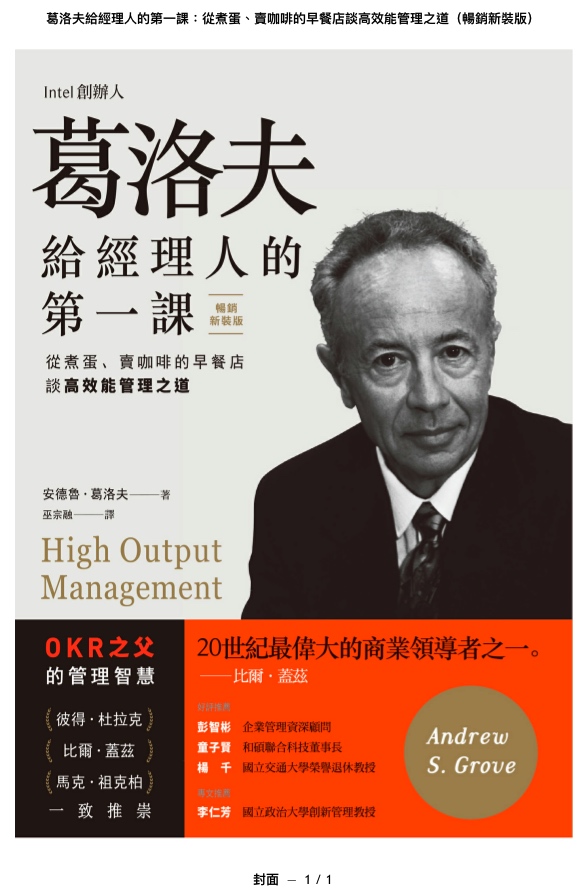 葛洛夫給經理人的第一課：從煮蛋、賣咖啡的早餐店談高效能管理之道（暢銷新裝版）
Intel 創辦人
葛洛夫
給經理人的
第一課
暢銷
新裝版
從煮蛋、賣咖啡的早餐店
談高效能管理之道
安德魯・葛洛夫——著
巫宗融——譯
High Output
Management
OKR之父
的管理智慧
彼得・杜拉克
比爾・蓋茲
馬克・祖克柏
一致推崇
20世紀最偉大的商業領導者之一。
——比爾・蓋茲
好評推薦
彭智彬 企業管理資深顧問
童子賢 和碩聯合科技董事長
楊千 國立交通大學榮譽退休教授
專文推薦
李仁芳 國立政治大學創新管理教授
Andrew
S. Grove
封面 — 1 / 1